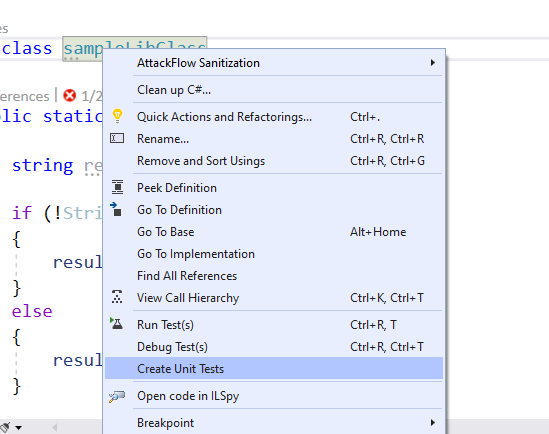 es
class sampleLibClass
AttackFlow Sanitization
Clean up C#...
erences | 1/2
Quick Actions and Refactorings... Ctrl+.
lic static
Rename... Ctrl+R, Ctrl+R
Remove and Sort Usings Ctrl+R, Ctrl+G
string re
Peek Definition
if (!Stri
Go To Definition
{
Go To Base Alt+Home
Go To Implementation
resul
Find All References
}
View Call Hierarchy Ctrl+K, Ctrl+T
else
Run Test(s) Ctrl+R, T
{
Debug Test(s) Ctrl+R, Ctrl+T
resul
Create Unit Tests
}
Open code in ILSpy
Breakpoint